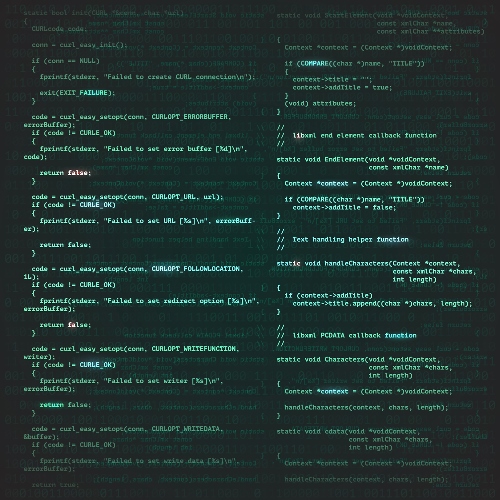 static bool init(CURL *&conn, char *url)
{
CURLcode code;
conn = curl_easy_init();
if (conn == NULL)
{
fprintf(stderr, "Failed to create CURL connection\n");
exit(EXIT_FAILURE);
}
code = curl_easy_setopt(conn, CURLOPT_ERRORBUFFER,
errorBuffer);
if (code != CURLE_OK)
{
fprintf(stderr, "Failed to set error buffer [%d]\n",
code);
return false;
}
code = curl_easy_setopt(conn, CURLOPT_URL, url);
if (code != CURLE_OK)
{
fprintf(stderr, "Failed to set URL [%s]\n", errorBuff-
er);
return false;
}
code = curl_easy_setopt(conn, CURLOPT_FOLLOWLOCATION,
1L);
if (code != CURLE_OK)
{
fprintf(stderr, "Failed to set redirect option [%s]\n",
errorBuffer);
return false;
}
code = curl_easy_setopt(conn, CURLOPT_WRITEFUNCTION,
writer);
if (code != CURLE_OK)
{
fprintf(stderr, "Failed to set writer [%s]\n",
errorBuffer);
return false;
}
code = curl_easy_setopt(conn, CURLOPT_WRITEDATA,
&buffer);
if (code != CURLE_OK)
{
fprintf(stderr, "Failed to set write data [%s]\n",
errorBuffer);
return true;
static void StartElement(void *voidContext,
const xmlChar *name,
const xmlChar **attributes)
{
Context *context = (Context *)voidContext;
if (COMPARE((char *)name, "TITLE"))
{
context->title = "";
context->addTitle = true;
}
(void) attributes;
}
//
// libxml end element callback function
//
static void EndElement(void *voidContext,
const xmlChar *name)
{
Context *context = (Context *)voidContext;
if (COMPARE((char *)name, "TITLE"))
context->addTitle = false;
}
//
// Text handling helper function
//
static void handleCharacters(Context *context,
const xmlChar *chars,
int length)
{
if (context->addTitle)
context->title.append((char *)chars, length);
}
//
// libxml PCDATA callback function
//
static void Characters(void *voidContext,
const xmlChar *chars,
int length)
{
Context *context = (Context *)voidContext;
handleCharacters(context, chars, length);
}
static void cdata(void *voidContext,
const xmlChar *chars,
int length)
{
Context *context = (Context *)voidContext;
handleCharacters(context, chars, length);